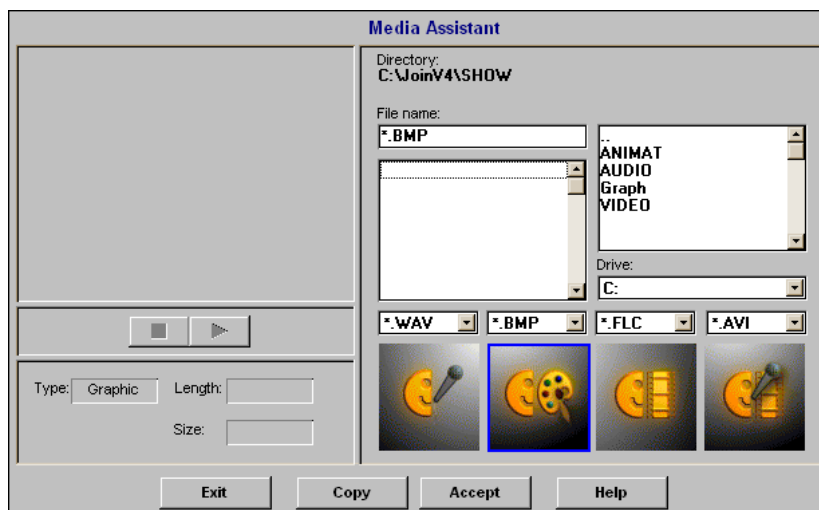 Media Assistant
Directory:
C:\JoinV4\SHOW
File name:
*.BMP
..
ANIMAT
AUDIO
Graph
VIDEO
Drive:
C:
*.WAV *.BMP *.FLC *.AVI
Type: Graphic Length:
Size:
Exit Copy Accept Help